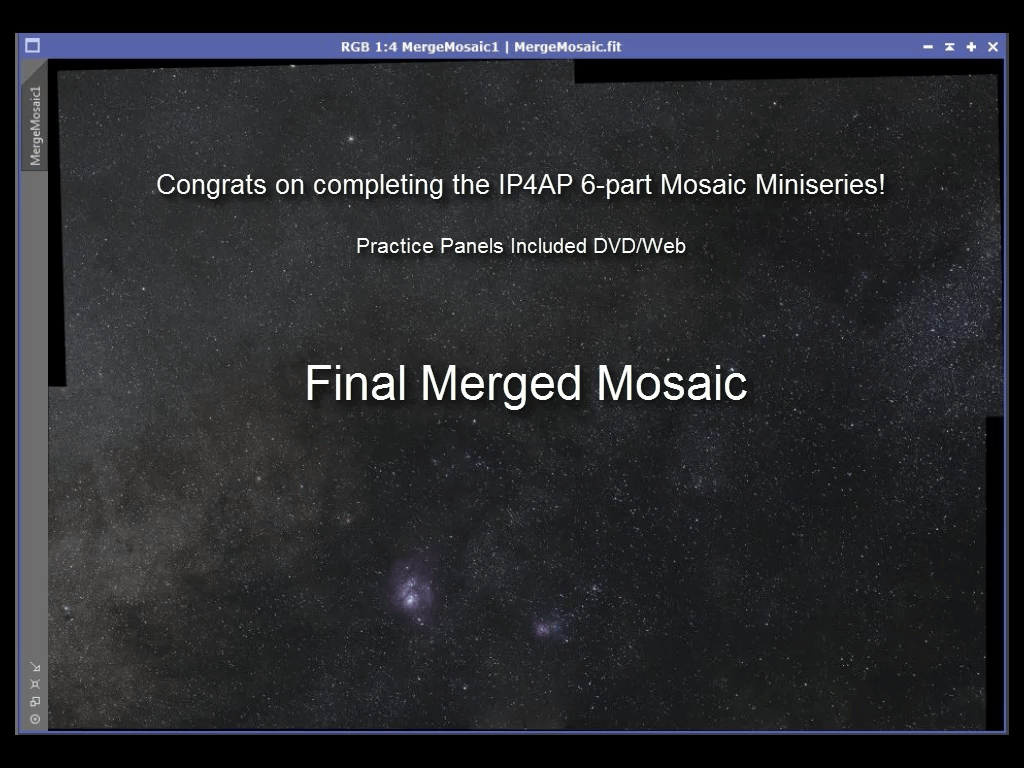 RGB 1:4 MergeMosaic1 | MergeMosaic.fit
MergeMosaic1
Congrats on completing the IP4AP 6-part Mosaic Miniseries!
Practice Panels Included DVD/Web
Final Merged Mosaic